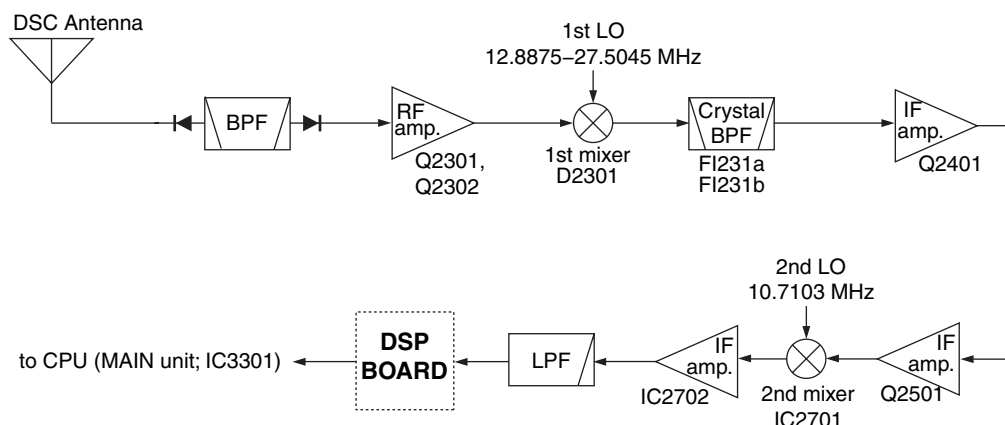 DSC Antenna
BPF
RF
amp.
Q2301,
Q2302
1st LO
12.8875–27.5045 MHz
1st mixer
D2301
Crystal
BPF
FI231a
FI231b
IF
amp.
Q2401
to CPU (MAIN unit; IC3301)
DSP
BOARD
LPF
IF
amp.
IC2702
2nd LO
10.7103 MHz
2nd mixer
IC2701
IF
amp.
Q2501